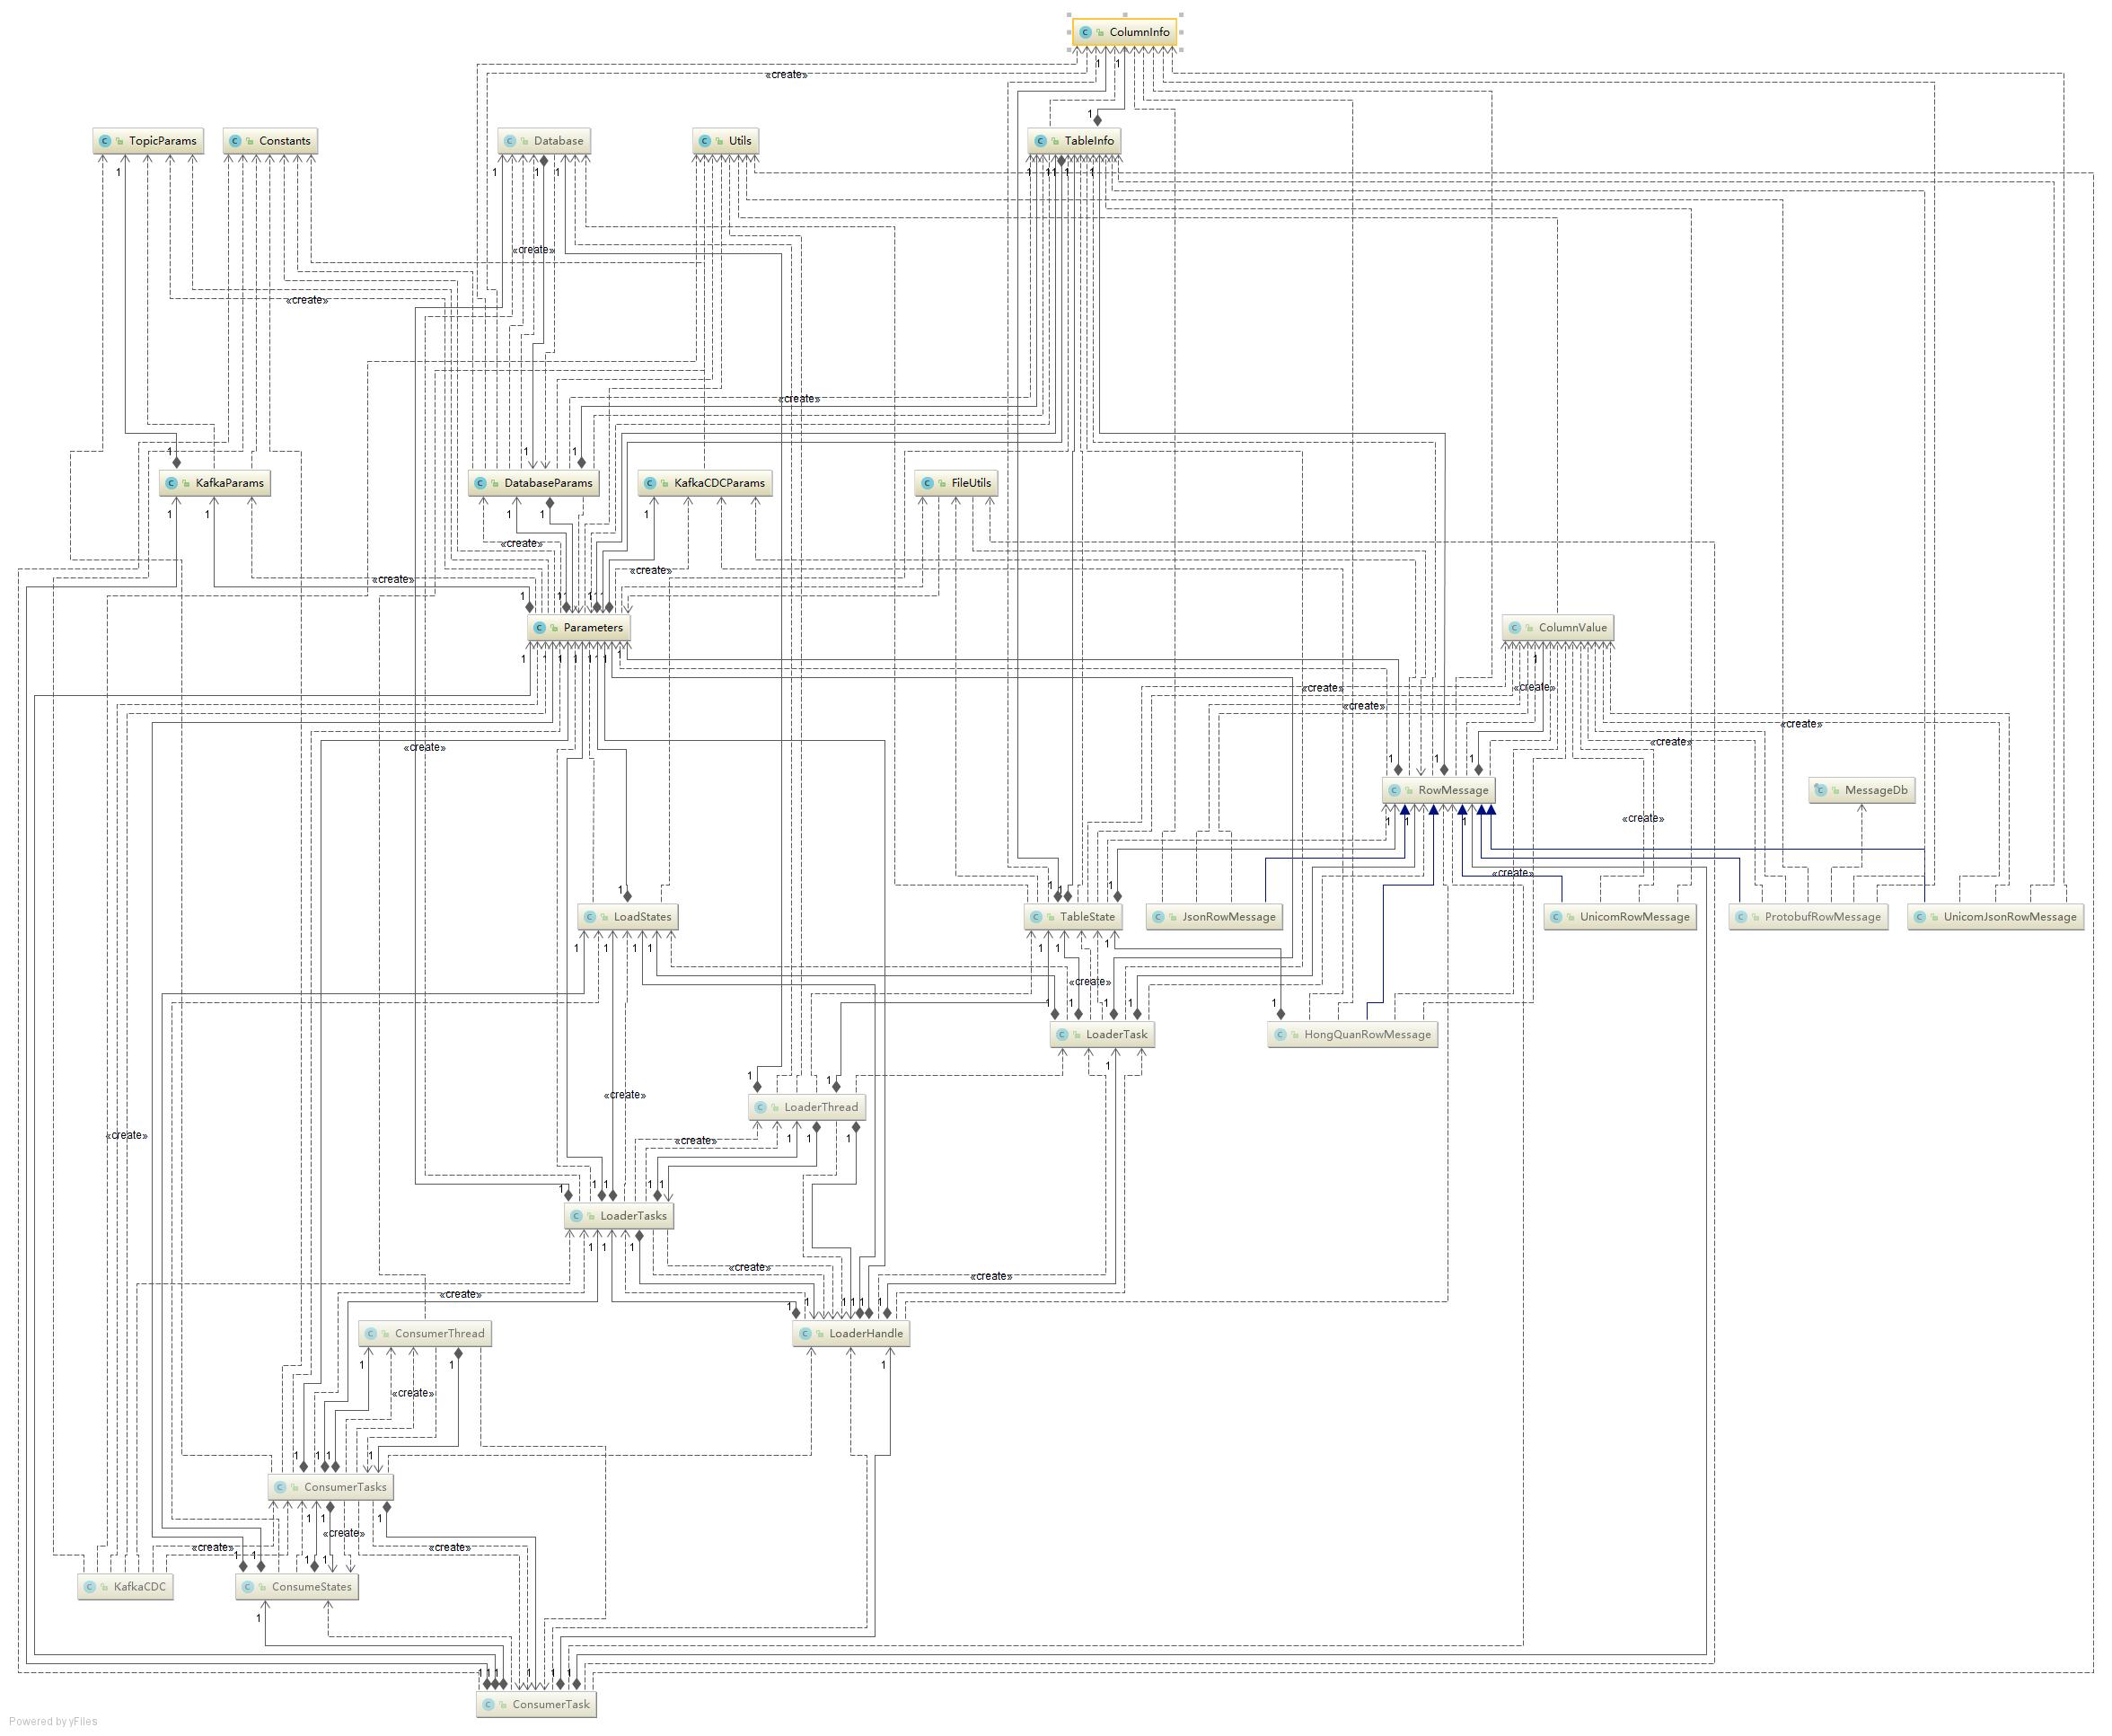 ColumnInfo
«create»
TopicParams
Constants
Database
Utils
TableInfo
«create»
«create»
«create»
KafkaParams
DatabaseParams
KafkaCDCParams
FileUtils
«create»
«create»
«create»
Parameters
ColumnValue
«create»
«create»
«create»
«create»
«create»
«create»
RowMessage
MessageDb
«create»
«create»
LoadStates
TableState
JsonRowMessage
UnicomRowMessage
ProtobufRowMessage
UnicomJsonRowMessage
«create»
LoaderTask
HongQuanRowMessage
«create»
LoaderThread
«create»
«create»
LoaderTasks
«create»
«create»
«create»
ConsumerThread
LoaderHandle
«create»
ConsumerTasks
«create»
«create»
«create»
KafkaCDC
ConsumeStates
ConsumerTask
Powered by yFiles